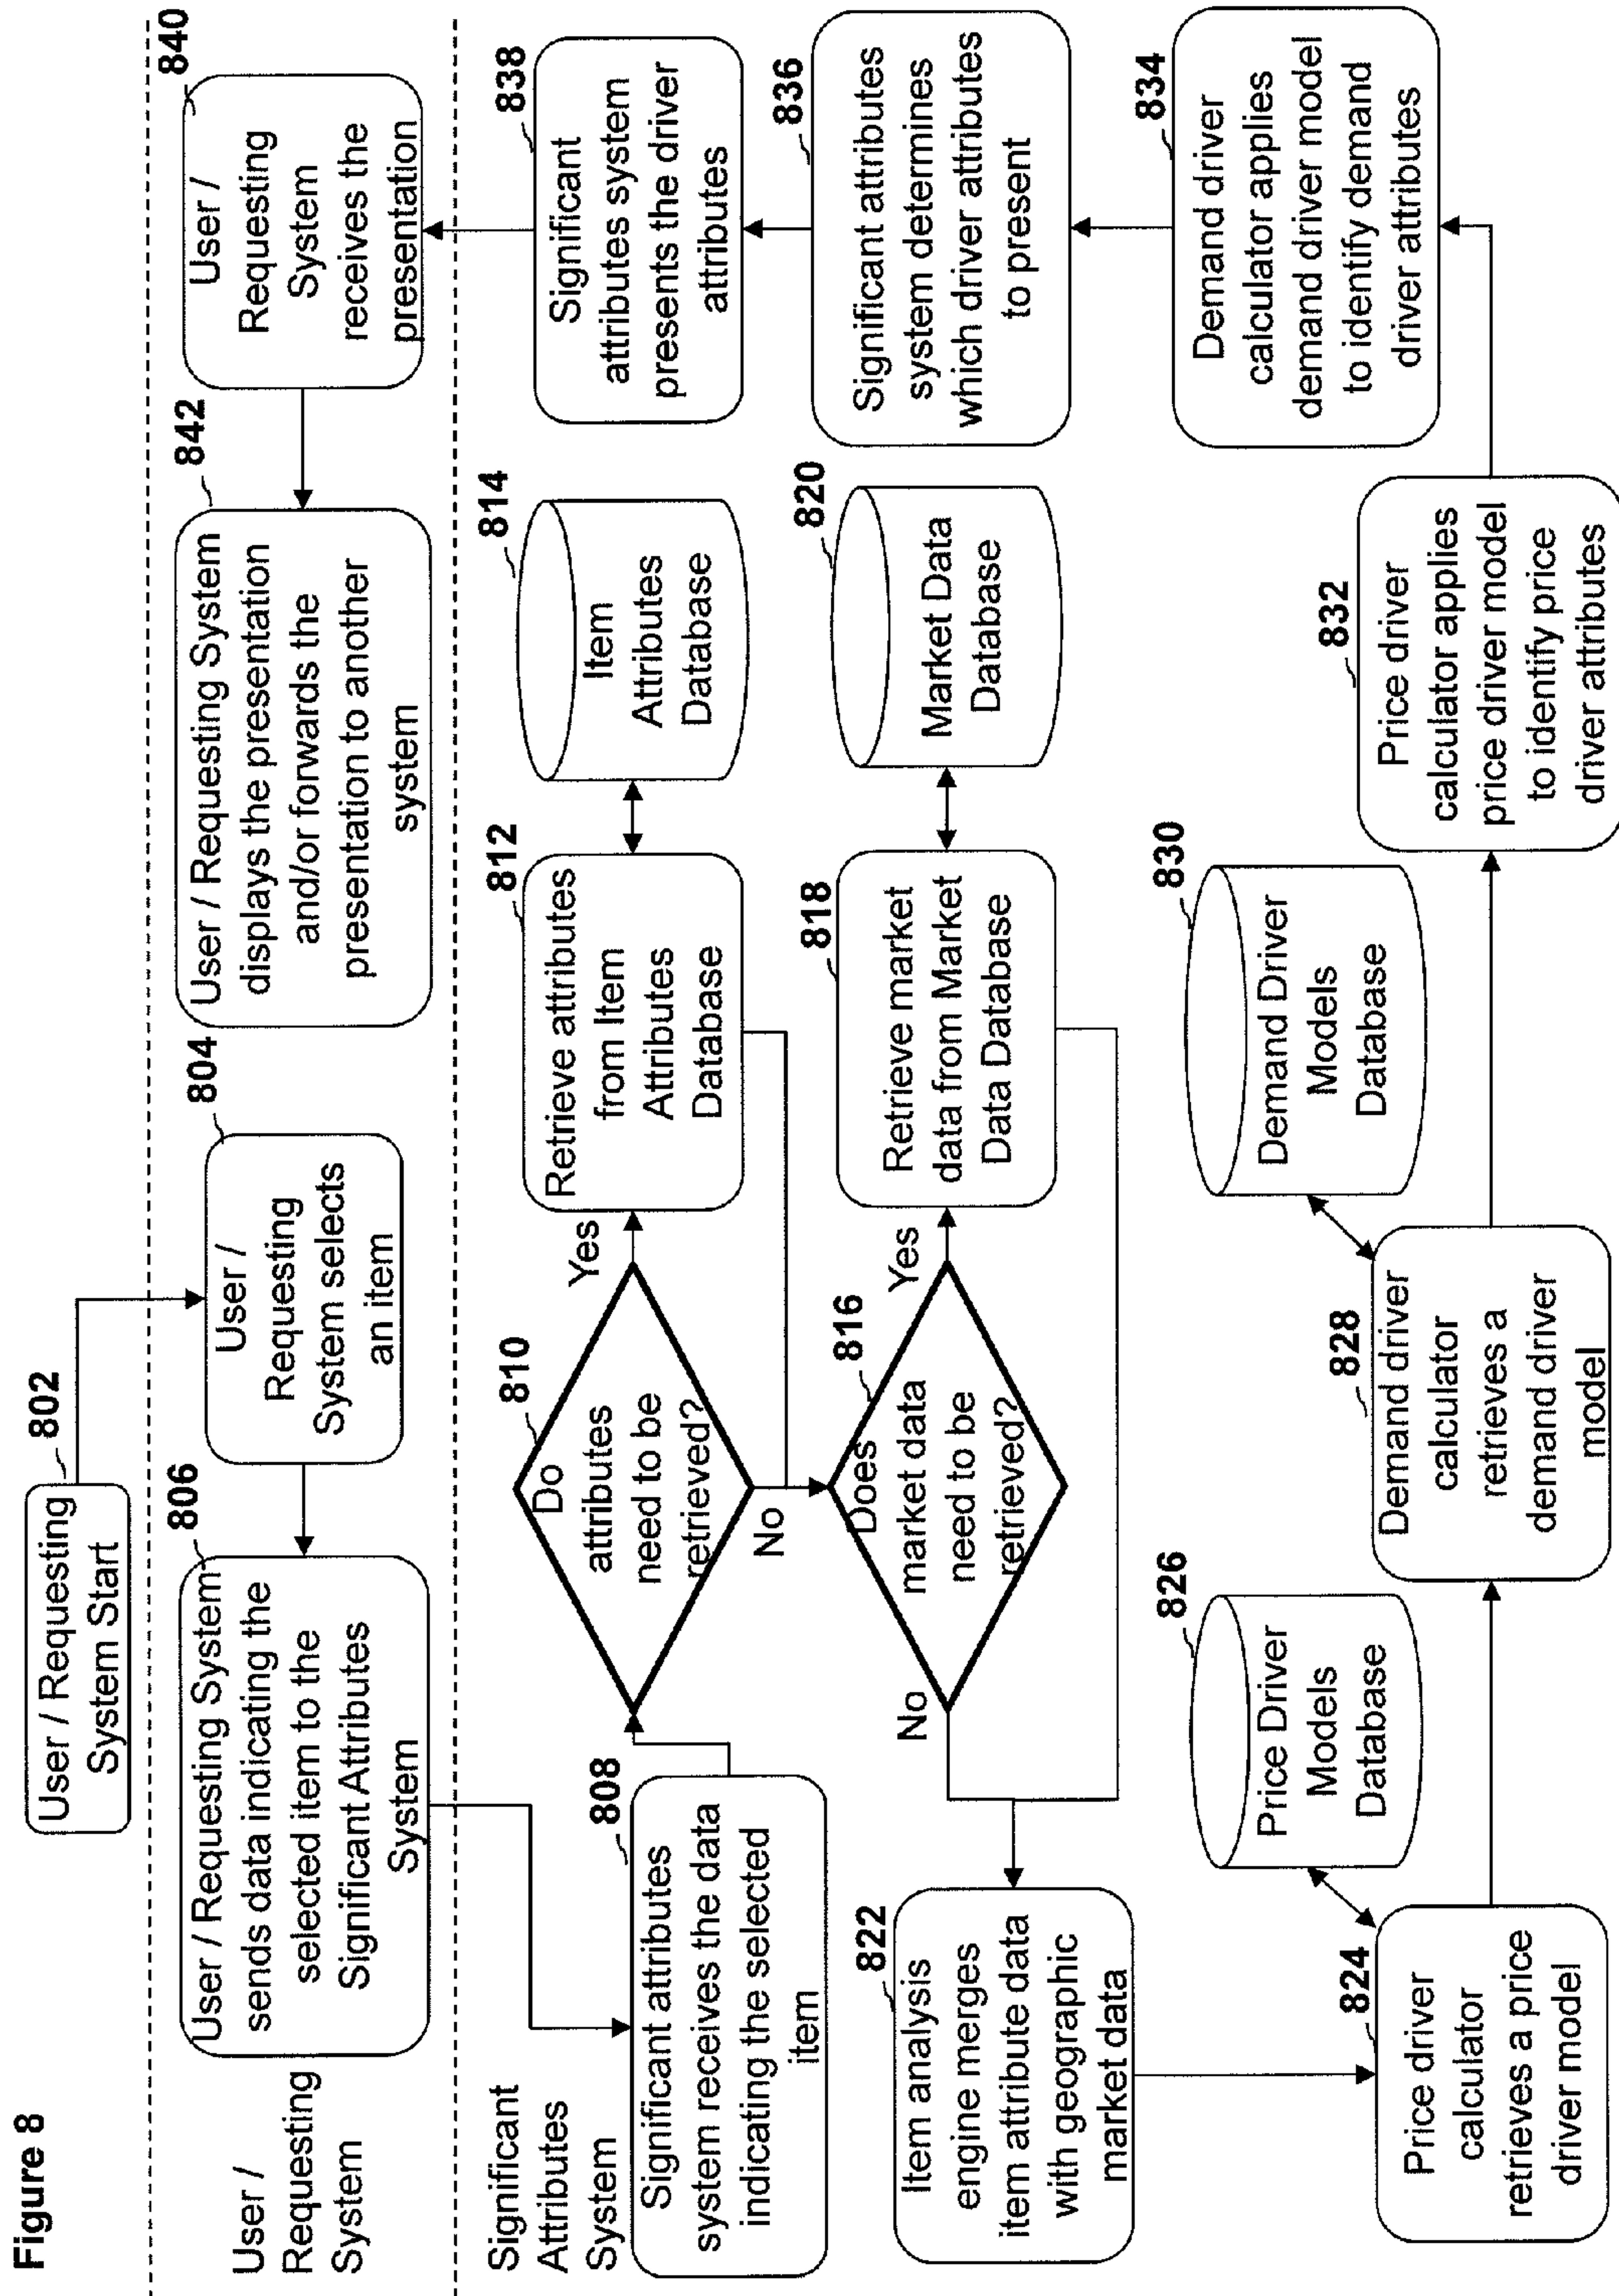 Figure 8
User / Requesting
System Start
802
User /
Requesting
System
User / Requesting System
sends data indicating the
selected item to the
Significant Attributes
System
806
User /
Requesting
System selects
an item
804
User / Requesting System
displays the presentation
and/or forwards the
presentation to another
system
842
User /
Requesting
System
receives the
presentation
840
Significant
Attributes
System
Significant attributes
system receives the data
indicating the selected
item
808
Do
attributes
need to be
retrieved?
810
Yes
No
Retrieve attributes
from Item
Attributes
Database
812
Item
Attributes
Database
814
Significant
attributes system
presents the driver
attributes
838
Does
market data
need to be
retrieved?
816
Yes
No
Retrieve market
data from Market
Data Database
818
Market Data
Database
820
Significant attributes
system determines
which driver attributes
to present
836
Item analysis
engine merges
item attribute data
with geographic
market data
822
Price driver
calculator
retrieves a price
driver model
824
Price Driver
Models
Database
826
Demand driver
calculator
retrieves a
demand driver
model
828
Demand Driver
Models
Database
830
Price driver
calculator applies
price driver model
to identify price
driver attributes
832
Demand driver
calculator applies
demand driver model
to identify demand
driver attributes
834